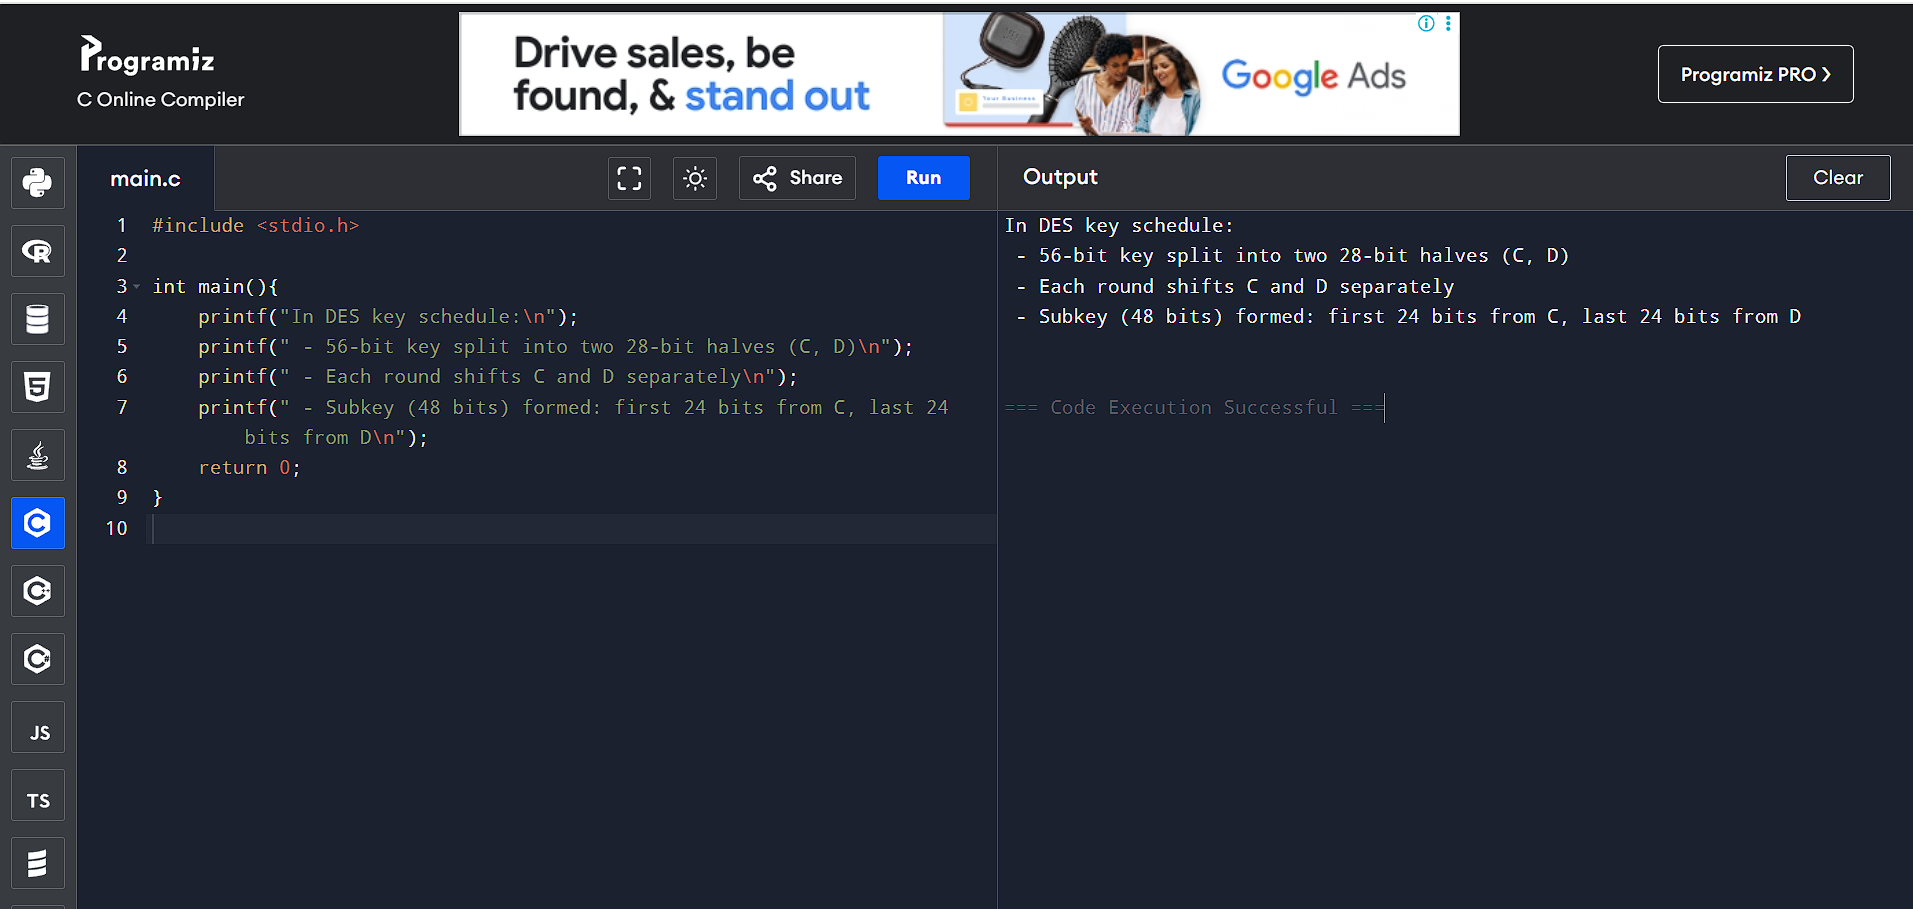 Programiz
C Online Compiler
Drive sales, be
found, & stand out
Your Business
Google Ads
Programiz PRO ❯
main.c
Share
Run
Output
Clear
1 #include <stdio.h>
2
3 int main(){
4 printf("In DES key schedule:\n");
5 printf(" - 56-bit key split into two 28-bit halves (C, D)\n");
6 printf(" - Each round shifts C and D separately\n");
7 printf(" - Subkey (48 bits) formed: first 24 bits from C, last 24
bits from D\n");
8 return 0;
9 }
10
In DES key schedule:
- 56-bit key split into two 28-bit halves (C, D)
- Each round shifts C and D separately
- Subkey (48 bits) formed: first 24 bits from C, last 24 bits from D
=== Code Execution Successful ===
R
5
C
C++
C#
JS
TS